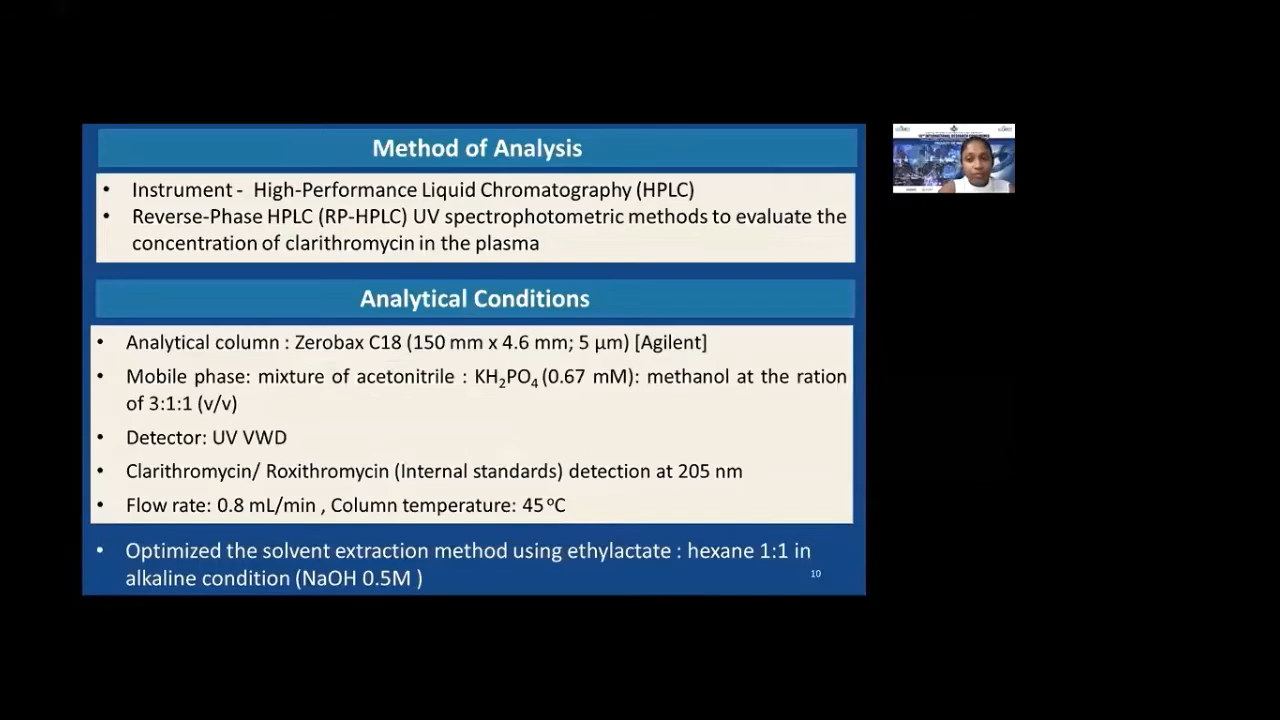 Method of Analysis
• Instrument - High-Performance Liquid Chromatography (HPLC)
• Reverse-Phase HPLC (RP-HPLC) UV spectrophotometric methods to evaluate the
concentration of clarithromycin in the plasma
Analytical Conditions
• Analytical column : Zerobax C18 (150 mm x 4.6 mm; 5 µm) [Agilent]
• Mobile phase: mixture of acetonitrile : KH₂PO₄ (0.67 mM): methanol at the ration
of 3:1:1 (v/v)
• Detector: UV VWD
• Clarithromycin/ Roxithromycin (Internal standards) detection at 205 nm
• Flow rate: 0.8 mL/min , Column temperature: 45 ºC
• Optimized the solvent extraction method using ethylactate : hexane 1:1 in
alkaline condition (NaOH 0.5M )
10
INTERNATIONAL RESEARCH CONFERENCE